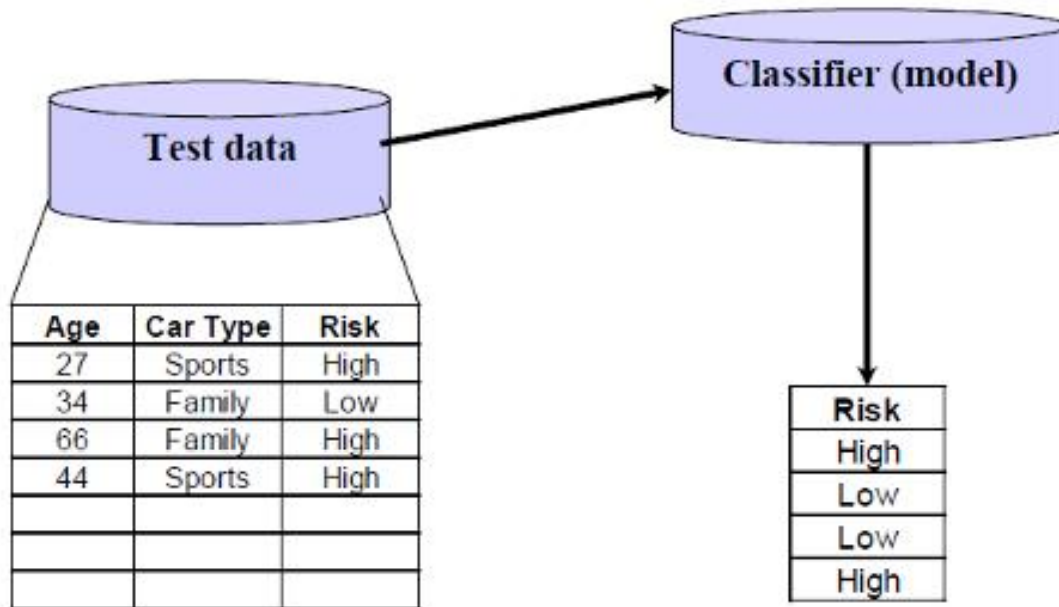 Classifier (model)
Test data
Age Car Type Risk
27 Sports High
34 Family Low
66 Family High
44 Sports High
Risk
High
Low
Low
High